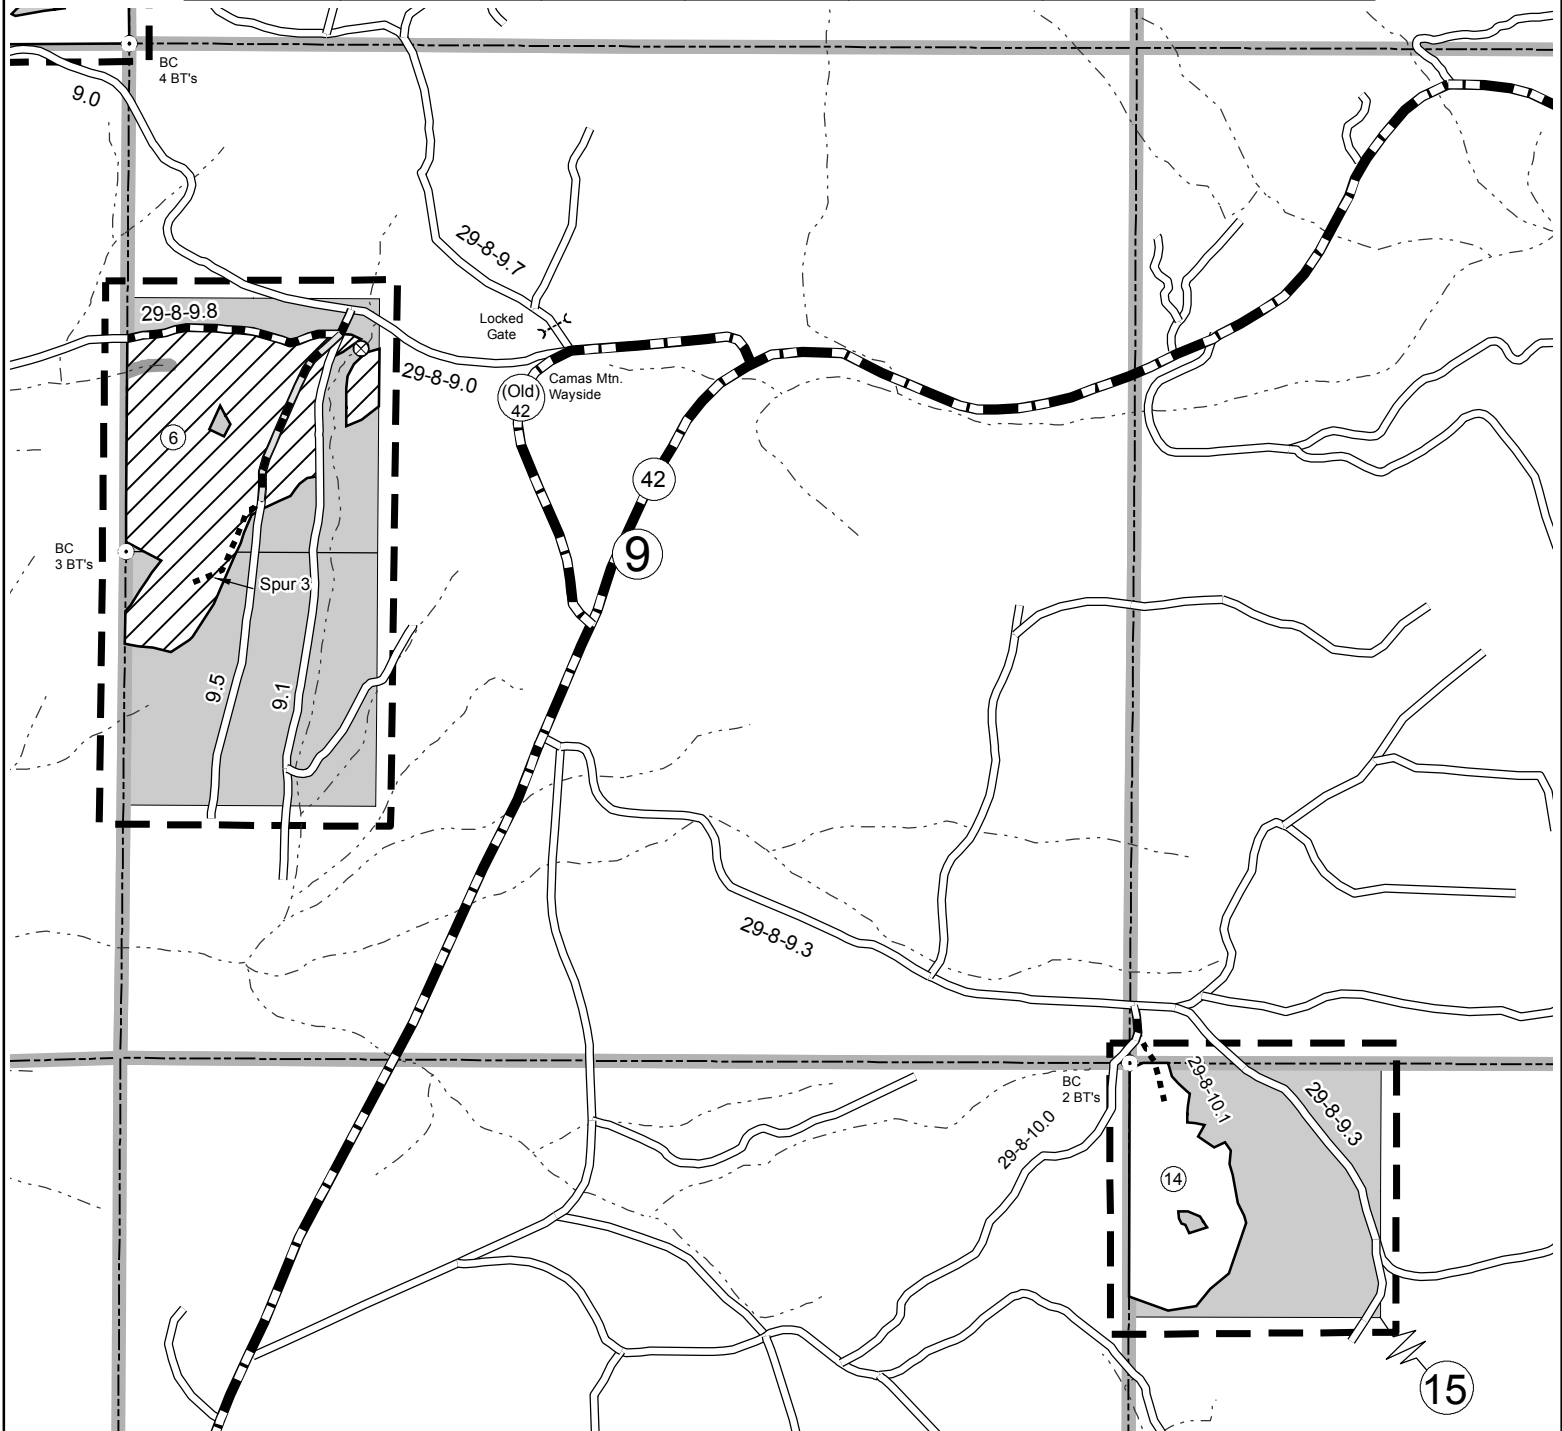 BC
4 BT's
9.0
29-8-9.7
29-8-9.8
Locked
Gate
29-8-9.0
Camas Mtn.
Wayside
(Old)
42
6
42
9
BC
3 BT's
Spur 3
9.5
9.1
29-8-9.3
BC
2 BT's
29-8-10.1
29-8-9.3
29-8-10.0
14
15